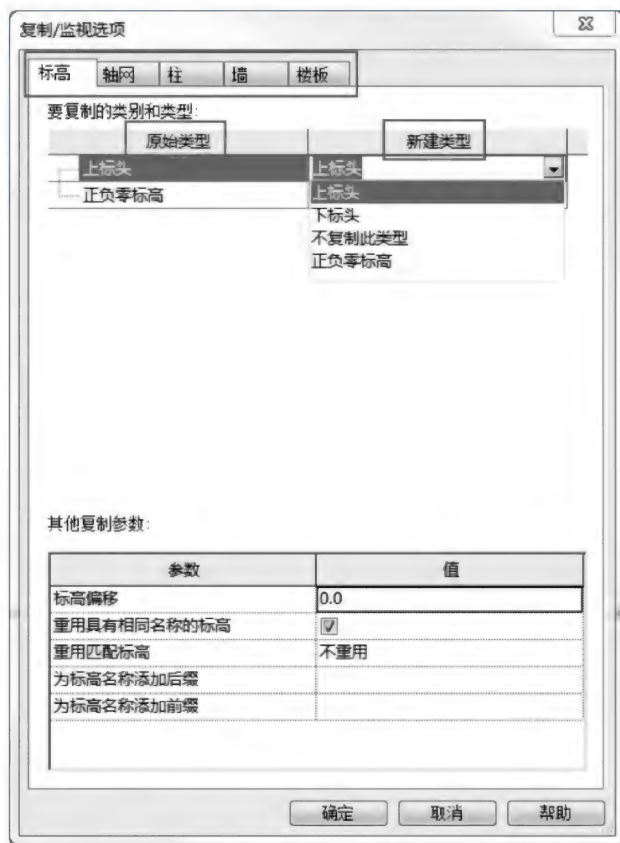 复制/监视选项
标高 轴网 柱 墙 楼板
要复制的类别和类型:
原始类型 新建类型
上标头 上标头
正负零标高 上标头
下标头
不复制此类型
正负零标高
其他复制参数:
参数 值
标高偏移 0.0
重用具有相同名称的标高
重用匹配标高 不重用
为标高名称添加后缀
为标高名称添加前缀
确定 取消 帮助